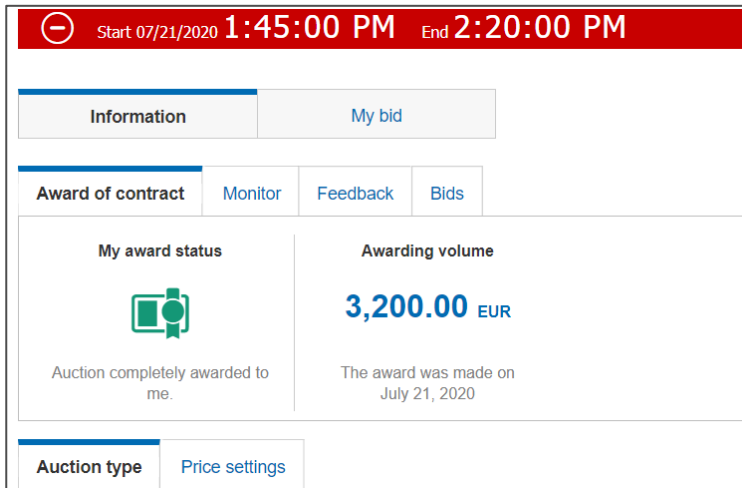 Start 07/21/2020 1:45:00 PM End 2:20:00 PM
Information My bid
Award of contract Monitor Feedback Bids
My award status Awarding volume
3,200.00 EUR
Auction completely awarded to me.
The award was made on July 21, 2020
Auction type Price settings